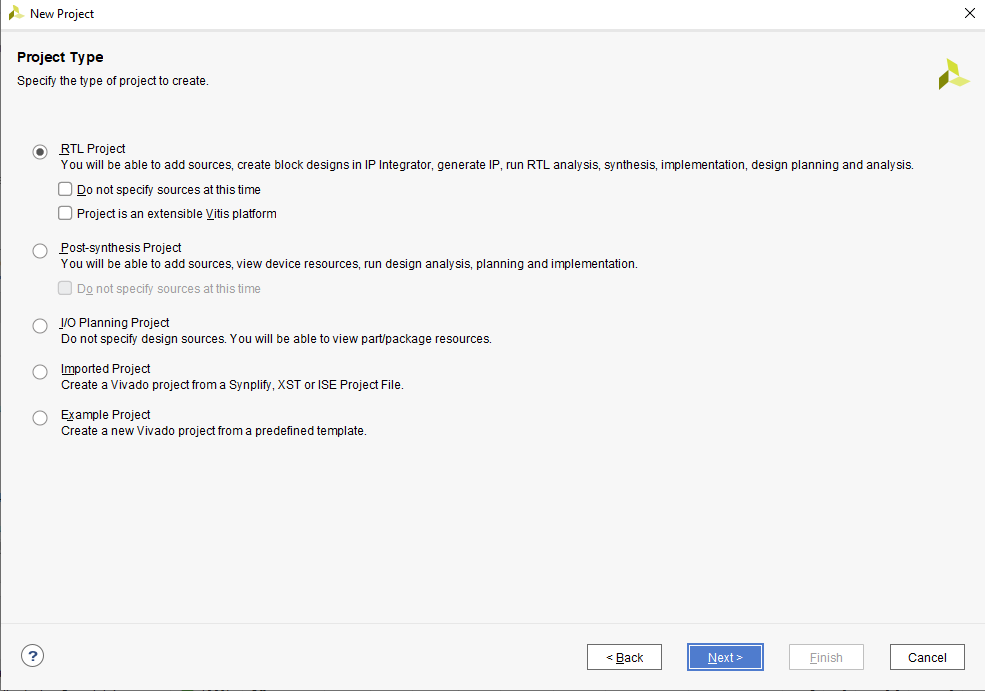 New Project
Project Type
Specify the type of project to create.
RTL Project
You will be able to add sources, create block designs in IP Integrator, generate IP, run RTL analysis, synthesis, implementation, design planning and analysis.
Do not specify sources at this time
Project is an extensible Vitis platform
Post-synthesis Project
You will be able to add sources, view device resources, run design analysis, planning and implementation.
Do not specify sources at this time
I/O Planning Project
Do not specify design sources. You will be able to view part/package resources.
Imported Project
Create a Vivado project from a Synplify, XST or ISE Project File.
Example Project
Create a new Vivado project from a predefined template.
? < Back Next > Finish Cancel